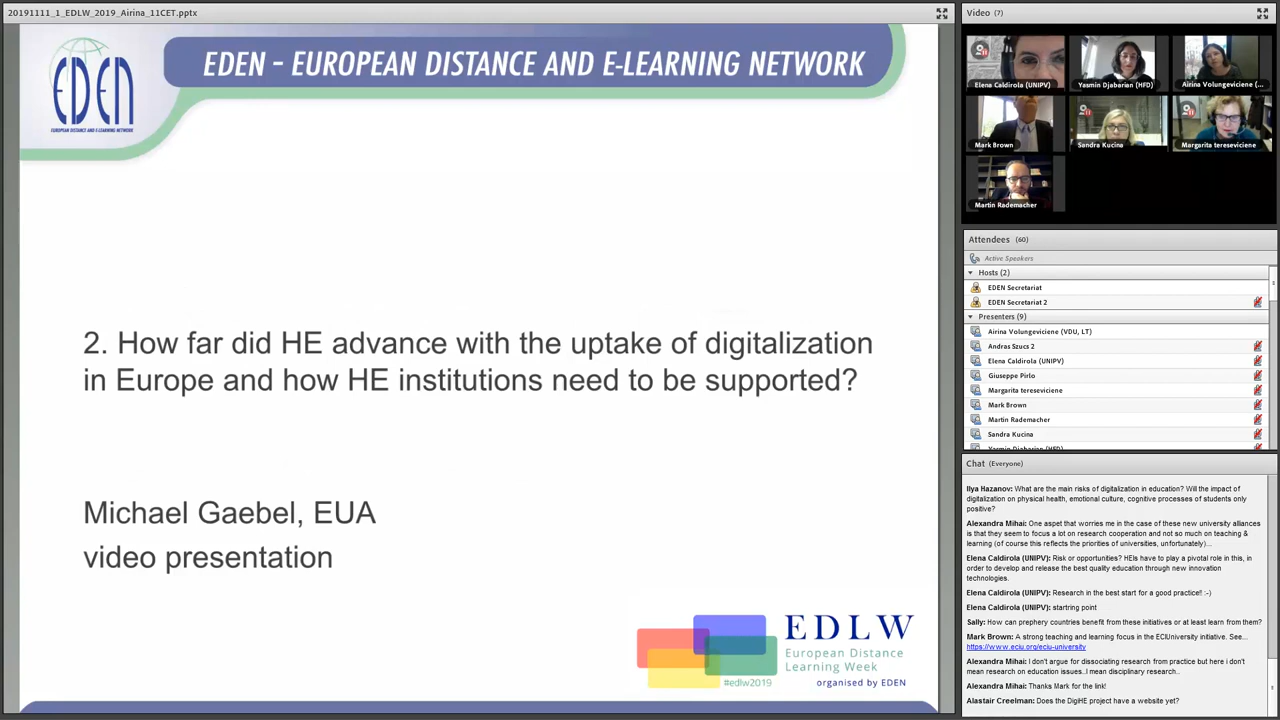 20191111_1_EDLW_2019_Airina_11CET.pptx
EDEN
EUROPEAN DISTANCE AND E-LEARNING NETWORK
EDEN – EUROPEAN DISTANCE AND E-LEARNING NETWORK
2. How far did HE advance with the uptake of digitalization
in Europe and how HE institutions need to be supported?
Michael Gaebel, EUA
video presentation
EDLW
European Distance
Learning Week
#edlw2019
organised by EDEN
Video (7)
Elena Caldirola (UNIPV)
Yasmin Djabarian (HFD)
Airina Volungeviciene (...
Mark Brown
Sandra Kucina
Margarita tereseviciene
Martin Rademacher
Attendees (60)
Active Speakers
Hosts (2)
EDEN Secretariat
EDEN Secretariat 2
Presenters (9)
Airina Volungeviciene (VDU, LT)
Andras Szucs 2
Elena Caldirola (UNIPV)
Giuseppe Pirlo
Margarita tereseviciene
Mark Brown
Martin Rademacher
Sandra Kucina
Yasmin Djabarian (HFD)
Chat (Everyone)
Ilya Hazanov: What are the main risks of digitalization in education? Will the impact of
digitalization on physical health, emotional culture, cognitive processes of students only
positive?
Alexandra Mihai: One aspet that worries me in the case of these new university alliances
is that they seem to focus a lot on research cooperation and not so much on teaching &
learning (of course this reflects the priorities of universities, unfortunately)...
Elena Caldirola (UNIPV): Risk or opportunities? HEIs have to play a pivotal role in this, in
order to develop and release the best quality education through new innovation
technologies.
Elena Caldirola (UNIPV): Research in the best start for a good practice!! :-)
Elena Caldirola (UNIPV): starring point
Sally: How can prephery countries benefit from these initiatives or at least learn from them?
Mark Brown: A strong teaching and learning focus in the ECIUniversity initiative. See...
https://www.eciu.org/eciu-university
Alexandra Mihai: I don't argue for dissociating research from practice but here i don't
mean research on education issues..I mean disciplinary research..
Alexandra Mihai: Thanks Mark for the link!
Alastair Creelman: Does the DigiHE project have a website yet?